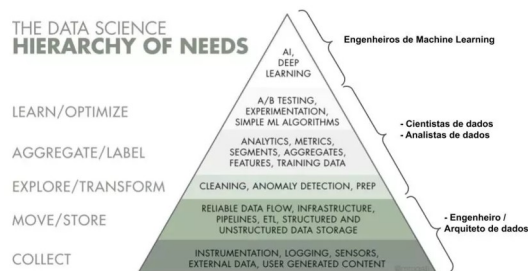 THE DATA SCIENCE
HIERARCHY OF NEEDS
Engenheiros de Machine Learning
AI,
DEEP
LEARNING
LEARN/OPTIMIZE
A/B TESTING,
EXPERIMENTATION,
SIMPLE ML ALGORITHMS
- Cientistas de dados
- Analistas de dados
AGGREGATE/LABEL
ANALYTICS, METRICS,
SEGMENTS, AGGREGATES,
FEATURES, TRAINING DATA
EXPLORE/TRANSFORM
CLEANING, ANOMALY DETECTION, PREP
MOVE/STORE
RELIABLE DATA FLOW, INFRASTRUCTURE,
PIPELINES, ETL, STRUCTURED AND
UNSTRUCTURED DATA STORAGE
- Engenheiro /
Arquiteto de dados
COLLECT
INSTRUMENTATION, LOGGING, SENSORS,
EXTERNAL DATA, USER GENERATED CONTENT